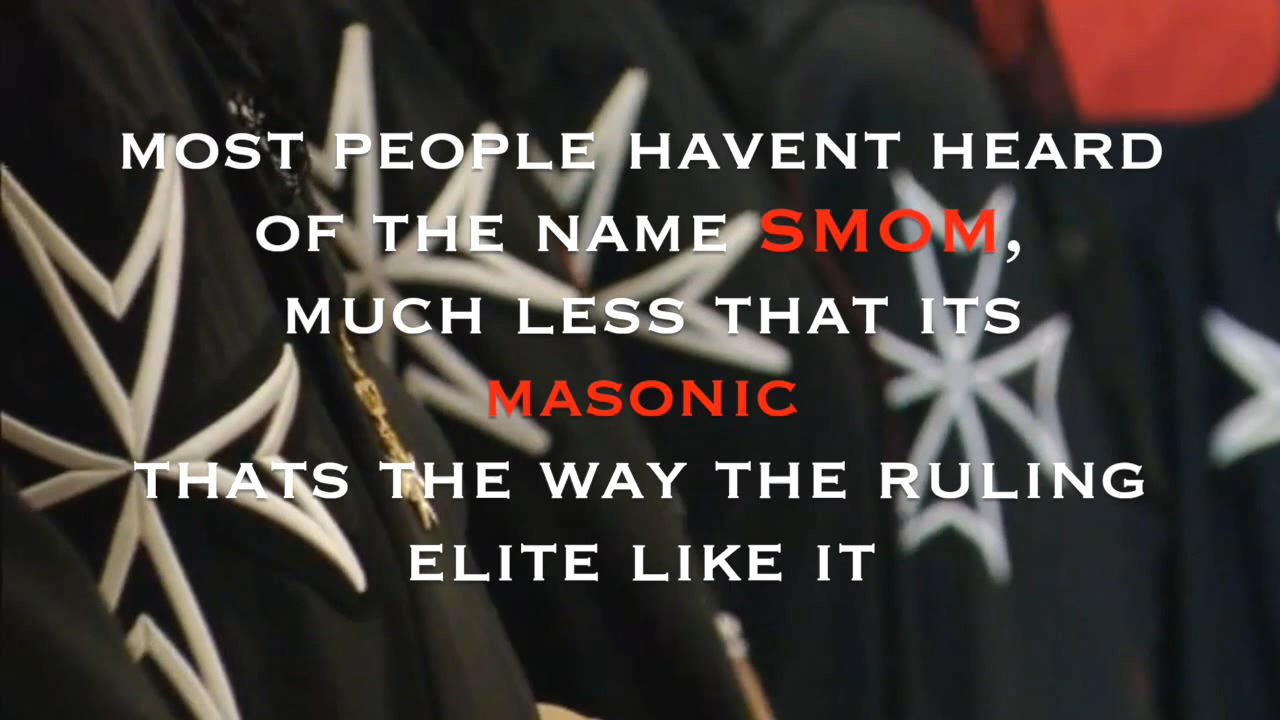 MOST PEOPLE HAVENT HEARD
OF THE NAME SMOM,
MUCH LESS THAT ITS
MASONIC
THATS THE WAY THE RULING
ELITE LIKE IT